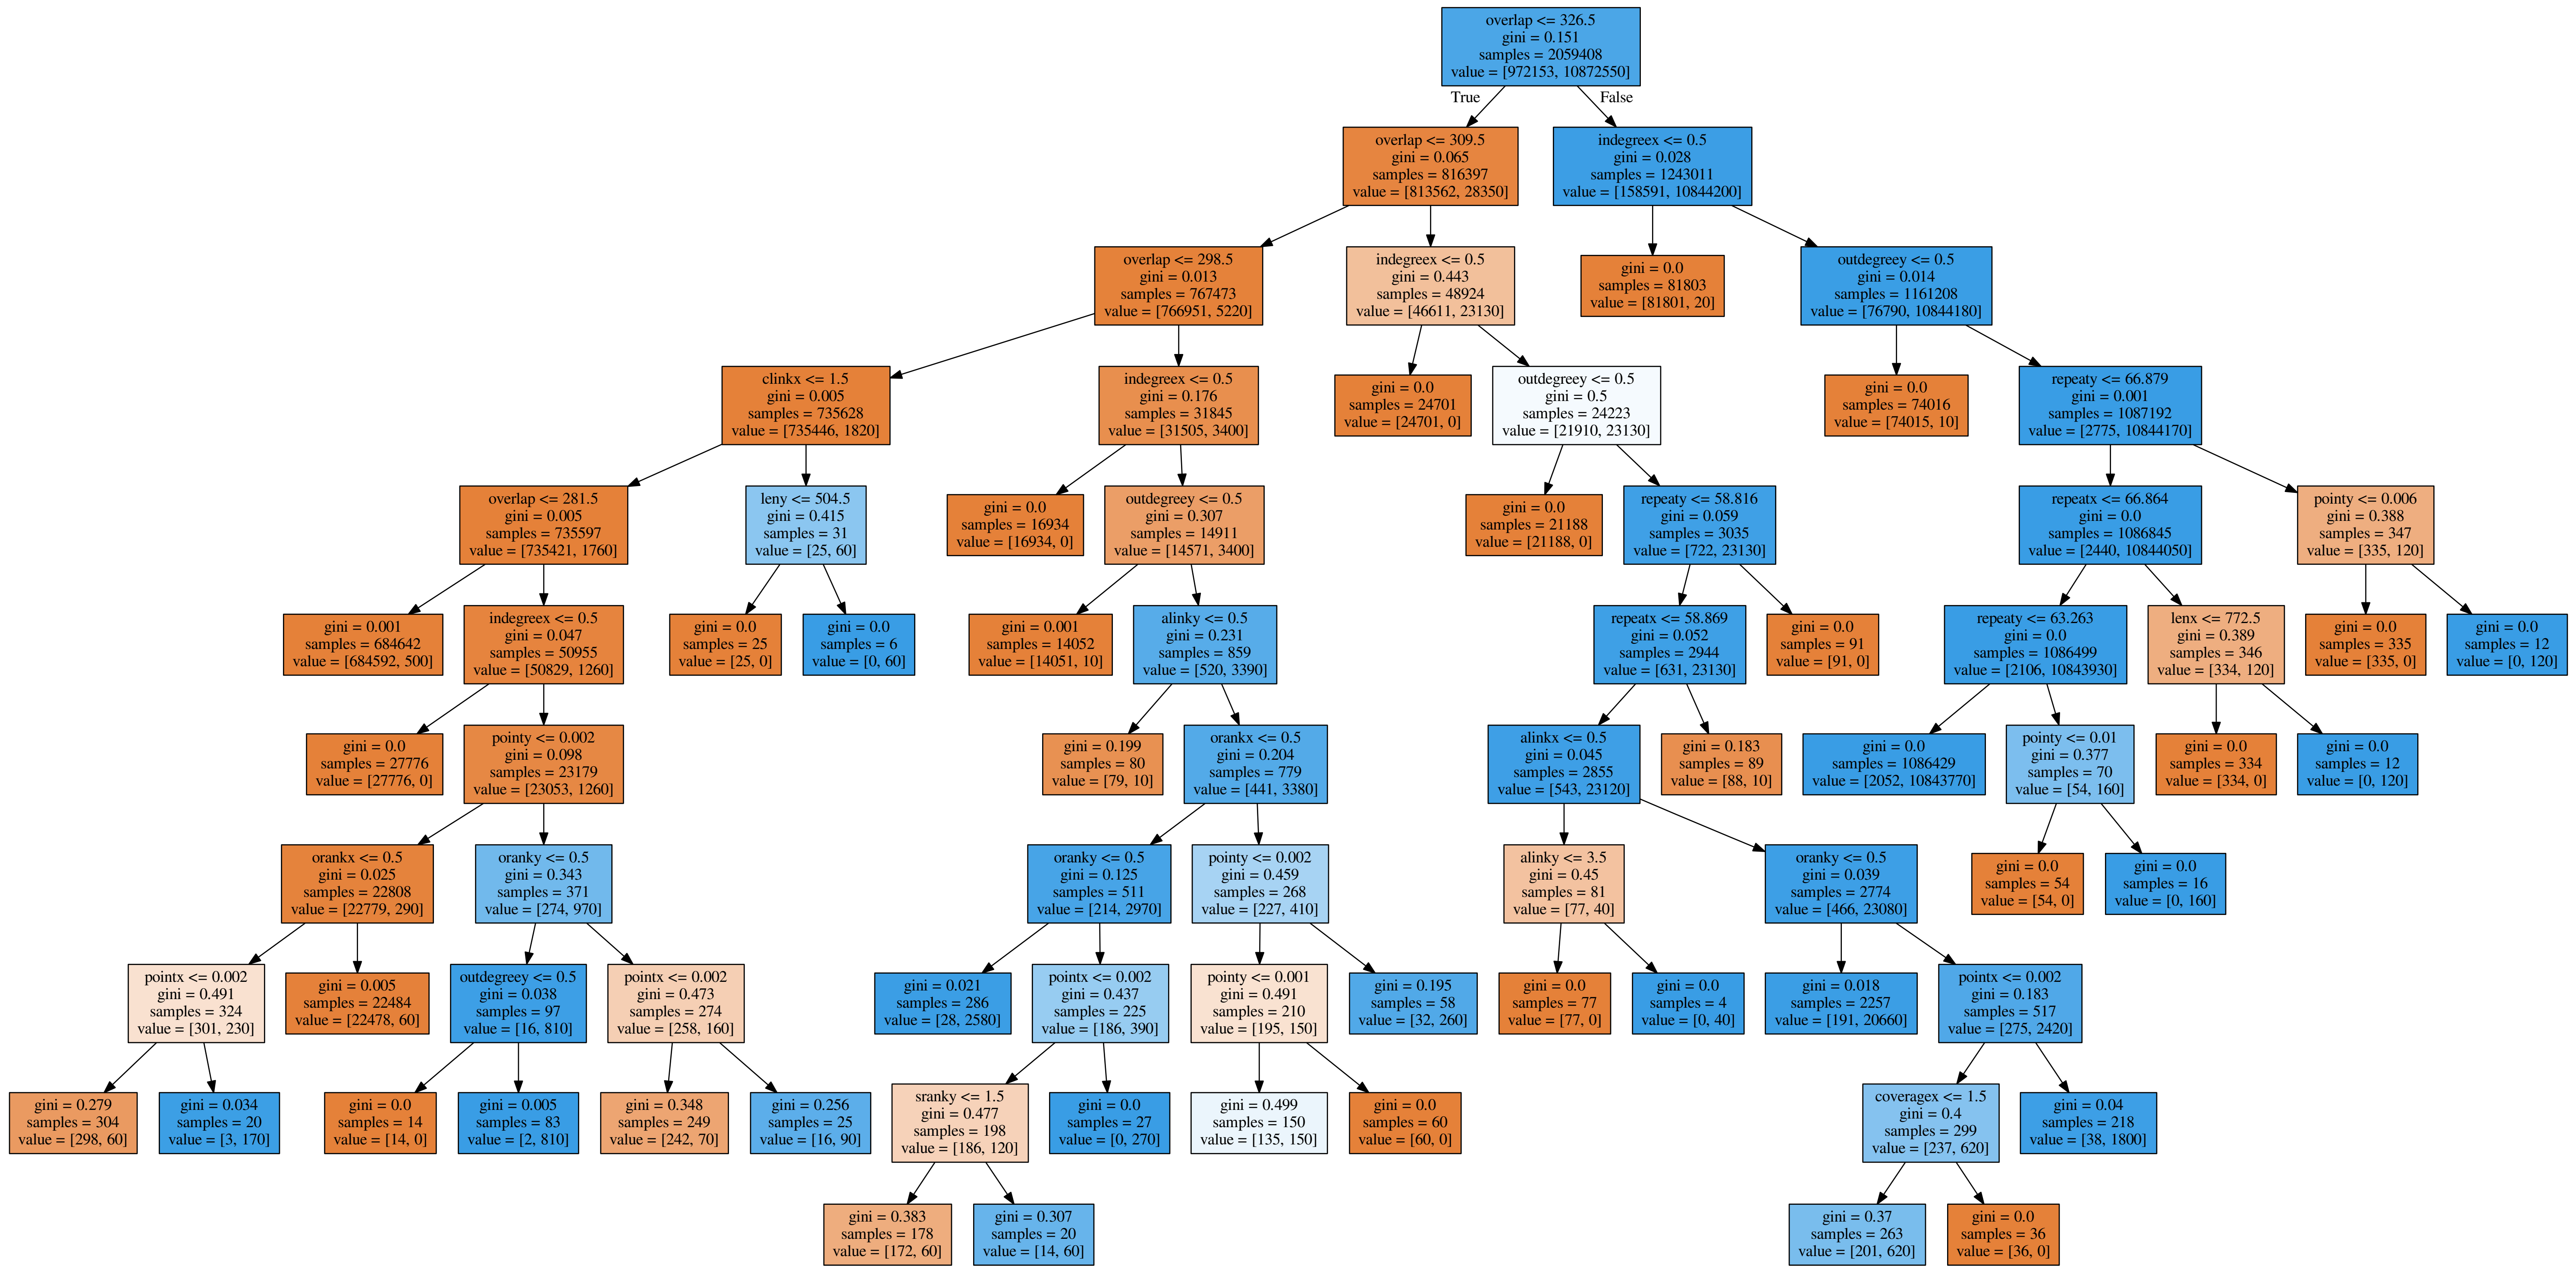 overlap <= 326.5
gini = 0.151
samples = 2059408
value = [972153, 10872550]
True
False
overlap <= 309.5
gini = 0.065
samples = 816397
value = [813562, 28350]
indegreex <= 0.5
gini = 0.028
samples = 1243011
value = [158591, 10844200]
overlap <= 298.5
gini = 0.013
samples = 767473
value = [766951, 5220]
indegreex <= 0.5
gini = 0.443
samples = 48924
value = [46611, 23130]
gini = 0.0
samples = 81803
value = [81801, 20]
outdegreey <= 0.5
gini = 0.014
samples = 1161208
value = [76790, 10844180]
clinkx <= 1.5
gini = 0.005
samples = 735628
value = [735446, 1820]
indegreex <= 0.5
gini = 0.176
samples = 31845
value = [31505, 3400]
gini = 0.0
samples = 24701
value = [24701, 0]
outdegreey <= 0.5
gini = 0.5
samples = 24223
value = [21910, 23130]
gini = 0.0
samples = 74016
value = [74015, 10]
repeaty <= 66.879
gini = 0.001
samples = 1087192
value = [2775, 10844170]
overlap <= 281.5
gini = 0.005
samples = 735597
value = [735421, 1760]
leny <= 504.5
gini = 0.415
samples = 31
value = [25, 60]
gini = 0.0
samples = 16934
value = [16934, 0]
outdegreey <= 0.5
gini = 0.307
samples = 14911
value = [14571, 3400]
gini = 0.0
samples = 21188
value = [21188, 0]
repeaty <= 58.816
gini = 0.059
samples = 3035
value = [722, 23130]
repeatx <= 66.864
gini = 0.0
samples = 1086845
value = [2440, 10844050]
pointy <= 0.006
gini = 0.388
samples = 347
value = [335, 120]
gini = 0.001
samples = 684642
value = [684592, 500]
indegreex <= 0.5
gini = 0.047
samples = 50955
value = [50829, 1260]
gini = 0.0
samples = 25
value = [25, 0]
gini = 0.0
samples = 6
value = [0, 60]
gini = 0.001
samples = 14052
value = [14051, 10]
alinky <= 0.5
gini = 0.231
samples = 859
value = [520, 3390]
repeatx <= 58.869
gini = 0.052
samples = 2944
value = [631, 23130]
gini = 0.0
samples = 91
value = [91, 0]
repeaty <= 63.263
gini = 0.0
samples = 1086499
value = [2106, 10843930]
lenx <= 772.5
gini = 0.389
samples = 346
value = [334, 120]
gini = 0.0
samples = 335
value = [335, 0]
gini = 0.0
samples = 12
value = [0, 120]
gini = 0.0
samples = 27776
value = [27776, 0]
pointy <= 0.002
gini = 0.098
samples = 23179
value = [23053, 1260]
gini = 0.199
samples = 80
value = [79, 10]
orankx <= 0.5
gini = 0.204
samples = 779
value = [441, 3380]
alinkx <= 0.5
gini = 0.045
samples = 2855
value = [543, 23120]
gini = 0.183
samples = 89
value = [88, 10]
gini = 0.0
samples = 1086429
value = [2052, 10843770]
pointy <= 0.01
gini = 0.377
samples = 70
value = [54, 160]
gini = 0.0
samples = 334
value = [334, 0]
gini = 0.0
samples = 12
value = [0, 120]
orankx <= 0.5
gini = 0.025
samples = 22808
value = [22779, 290]
oranky <= 0.5
gini = 0.343
samples = 371
value = [274, 970]
oranky <= 0.5
gini = 0.125
samples = 511
value = [214, 2970]
pointy <= 0.002
gini = 0.459
samples = 268
value = [227, 410]
alinky <= 3.5
gini = 0.45
samples = 81
value = [77, 40]
oranky <= 0.5
gini = 0.039
samples = 2774
value = [466, 23080]
gini = 0.0
samples = 54
value = [54, 0]
gini = 0.0
samples = 16
value = [0, 160]
pointx <= 0.002
gini = 0.491
samples = 324
value = [301, 230]
gini = 0.005
samples = 22484
value = [22478, 60]
outdegreey <= 0.5
gini = 0.038
samples = 97
value = [16, 810]
pointx <= 0.002
gini = 0.473
samples = 274
value = [258, 160]
gini = 0.021
samples = 286
value = [28, 2580]
pointx <= 0.002
gini = 0.437
samples = 225
value = [186, 390]
pointy <= 0.001
gini = 0.491
samples = 210
value = [195, 150]
gini = 0.195
samples = 58
value = [32, 260]
gini = 0.0
samples = 77
value = [77, 0]
gini = 0.0
samples = 4
value = [0, 40]
gini = 0.018
samples = 2257
value = [191, 20660]
pointx <= 0.002
gini = 0.183
samples = 517
value = [275, 2420]
gini = 0.279
samples = 304
value = [298, 60]
gini = 0.034
samples = 20
value = [3, 170]
gini = 0.0
samples = 14
value = [14, 0]
gini = 0.005
samples = 83
value = [2, 810]
gini = 0.348
samples = 249
value = [242, 70]
gini = 0.256
samples = 25
value = [16, 90]
sranky <= 1.5
gini = 0.477
samples = 198
value = [186, 120]
gini = 0.0
samples = 27
value = [0, 270]
gini = 0.499
samples = 150
value = [135, 150]
gini = 0.0
samples = 60
value = [60, 0]
coveragex <= 1.5
gini = 0.4
samples = 299
value = [237, 620]
gini = 0.04
samples = 218
value = [38, 1800]
gini = 0.383
samples = 178
value = [172, 60]
gini = 0.307
samples = 20
value = [14, 60]
gini = 0.37
samples = 263
value = [201, 620]
gini = 0.0
samples = 36
value = [36, 0]